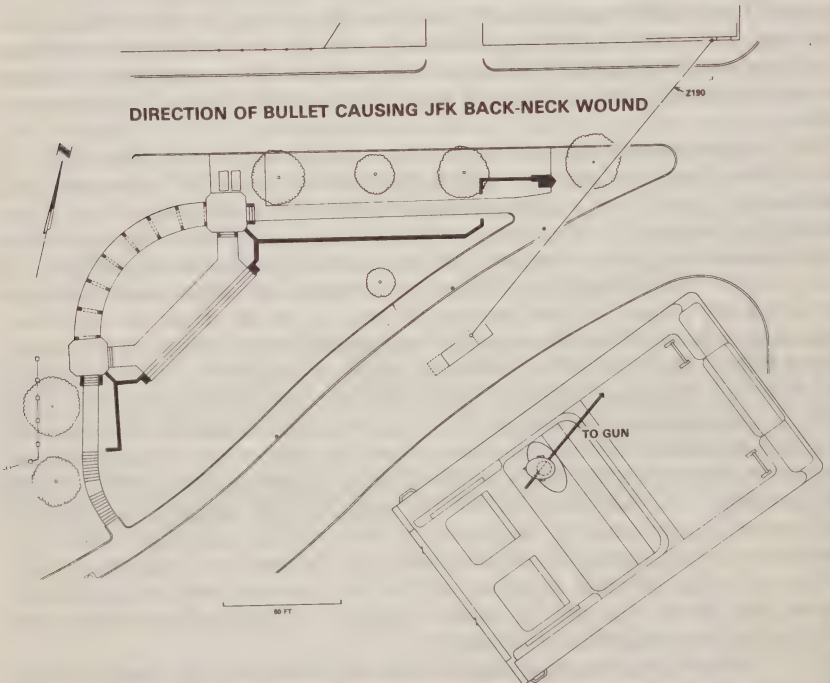 DIRECTION OF BULLET CAUSING JFK BACK-NECK WOUND
Z190
N
TO GUN
60 FT